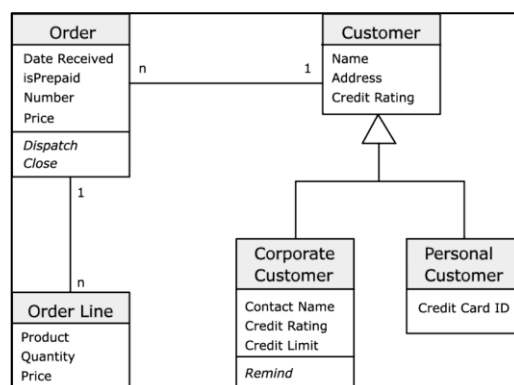 Order
Date Received
isPrepaid
Number
Price
Dispatch
Close
n
1
Customer
Name
Address
Credit Rating
1
n
Order Line
Product
Quantity
Price
Corporate
Customer
Contact Name
Credit Rating
Credit Limit
Remind
Personal
Customer
Credit Card ID